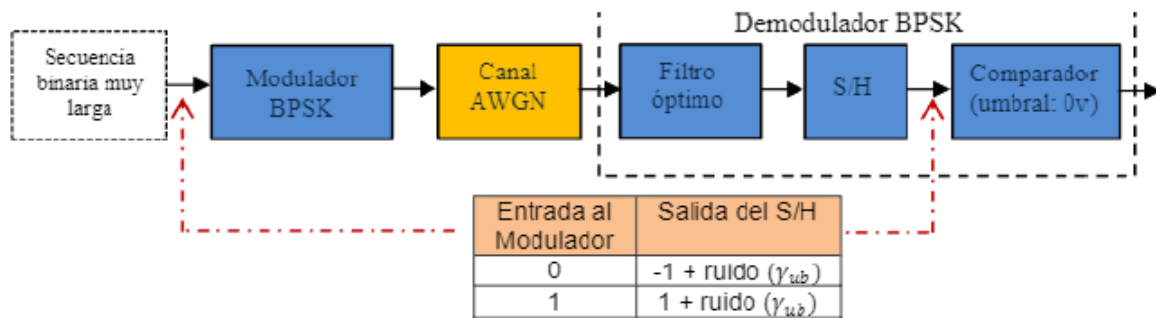 Demodulador BPSK
Secuencia
binaria muy
larga
Modulador
BPSK
Canal
AWGN
Filtro
óptimo
S/H
Comparador
(umbral: 0v)
Entrada al
Modulador
Salida del S/H
0
-1 + ruido (γub)
1
1 + ruido (γub)